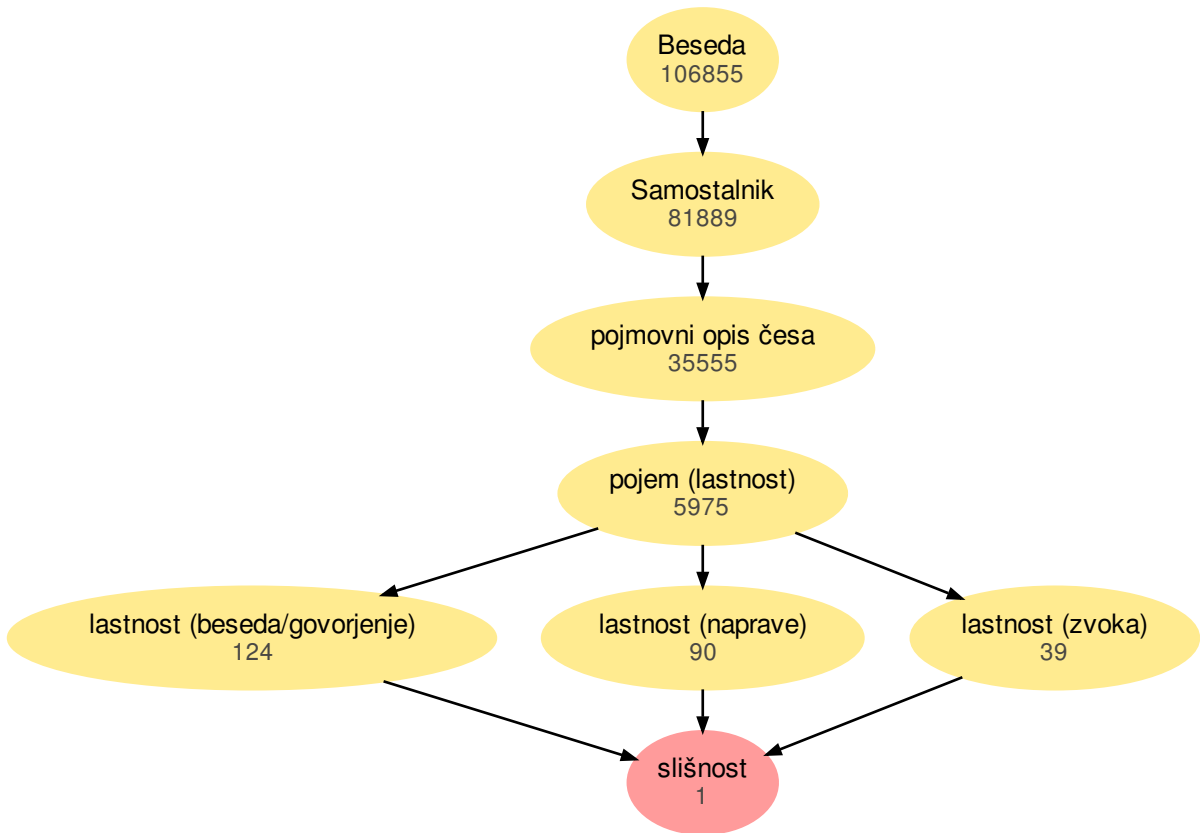 Beseda
106855
Samostalnik
81889
pojmovni opis česa
35555
pojem (lastnost)
5975
lastnost (beseda/govorjenje)
124
lastnost (naprave)
90
lastnost (zvoka)
39
slišnost
1